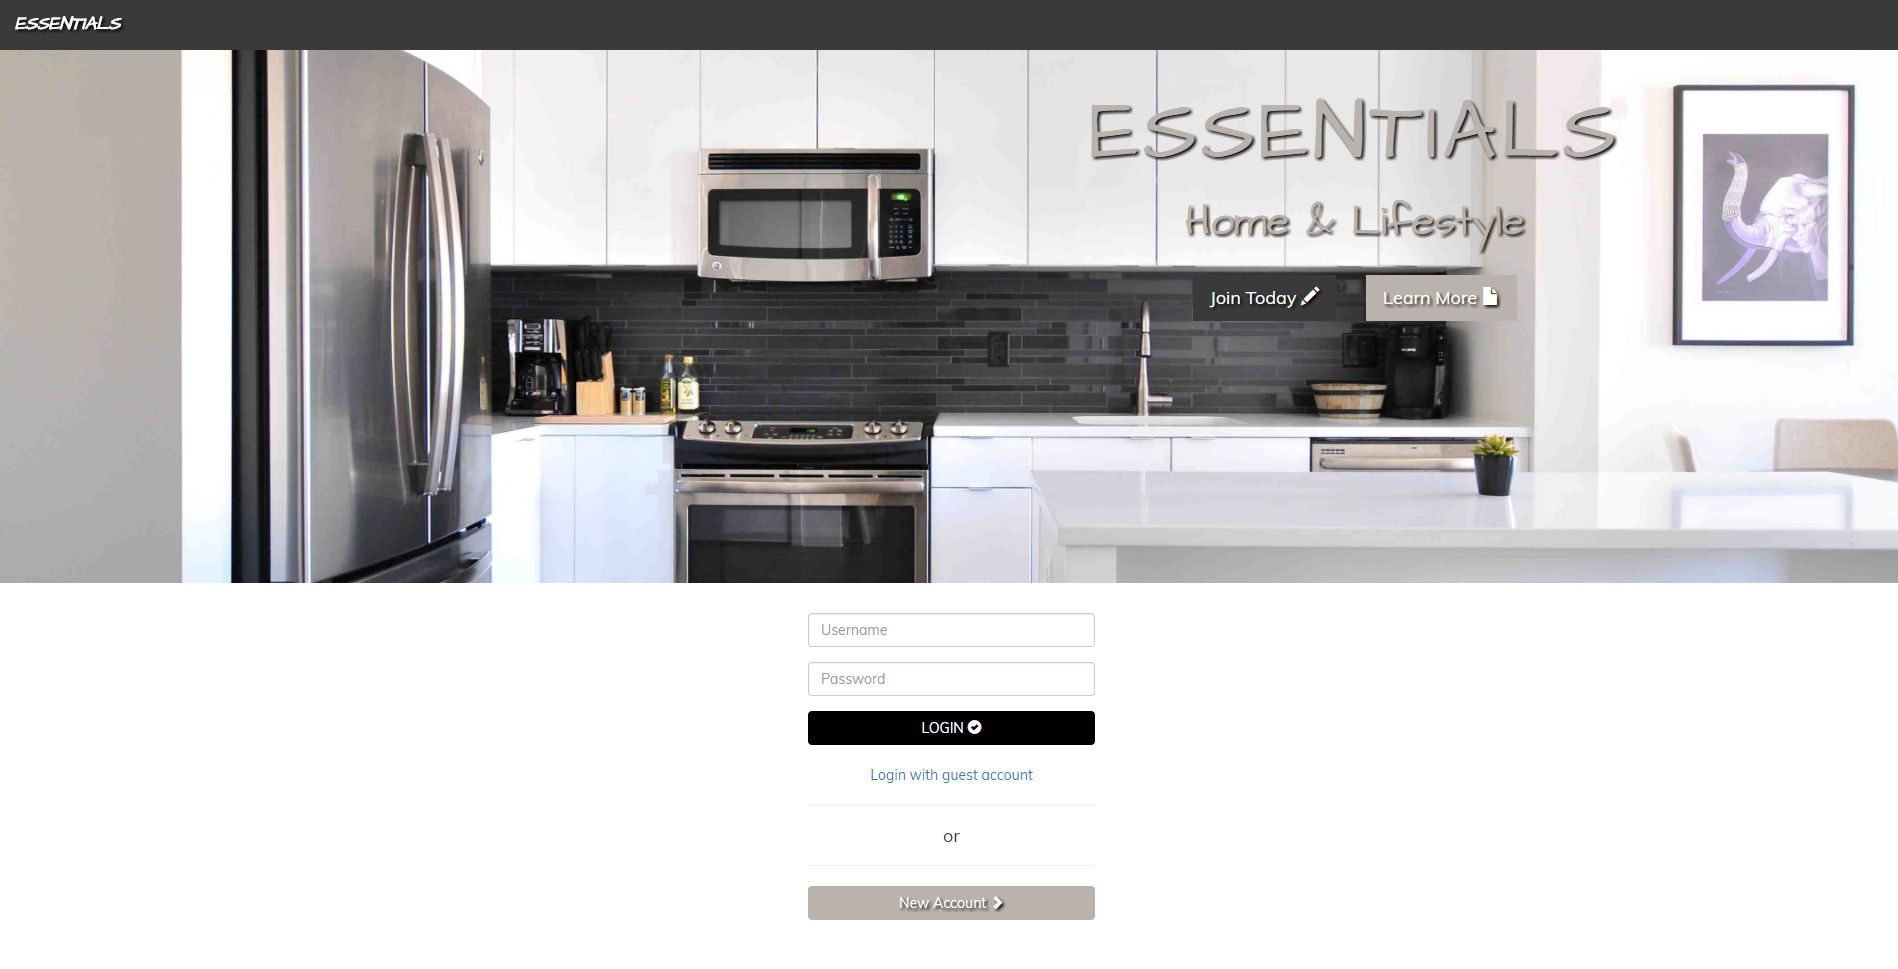 ESSENTIALS
ESSENTIALS
Home & Lifestyle
Join Today
Learn More
Username
Password
LOGIN
Login with guest account
or
New Account